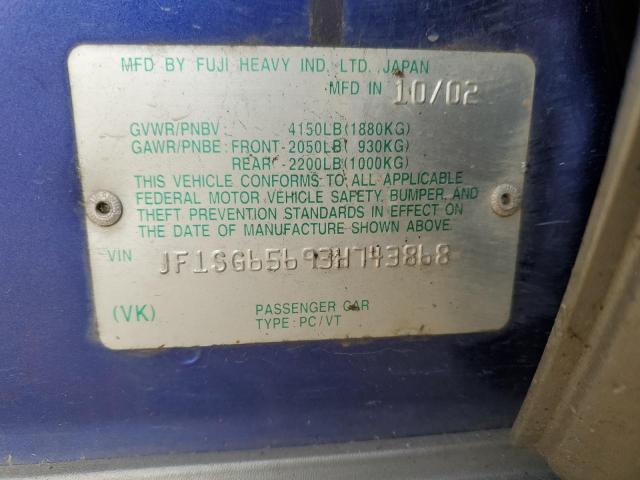 MFD BY FUJI HEAVY IND. LTD. JAPAN
MFD IN 10/02
GVWR/PNBV 4150LB(1880KG)
GAWR/PNBE : FRONT-2050LB( 930KG)
REAR -2200LB(1000KG)
THIS VEHICLE CONFORMS TO ALL APPLICABLE
FEDERAL MOTOR VEHICLE SAFETY, BUMPER, AND
THEFT PREVENTION STANDARDS IN EFFECT ON
THE DATE OF MANUFACTURE SHOWN ABOVE.
VIN JF1SG65693H743868
(VK) PASSENGER CAR
TYPE: PC/VT